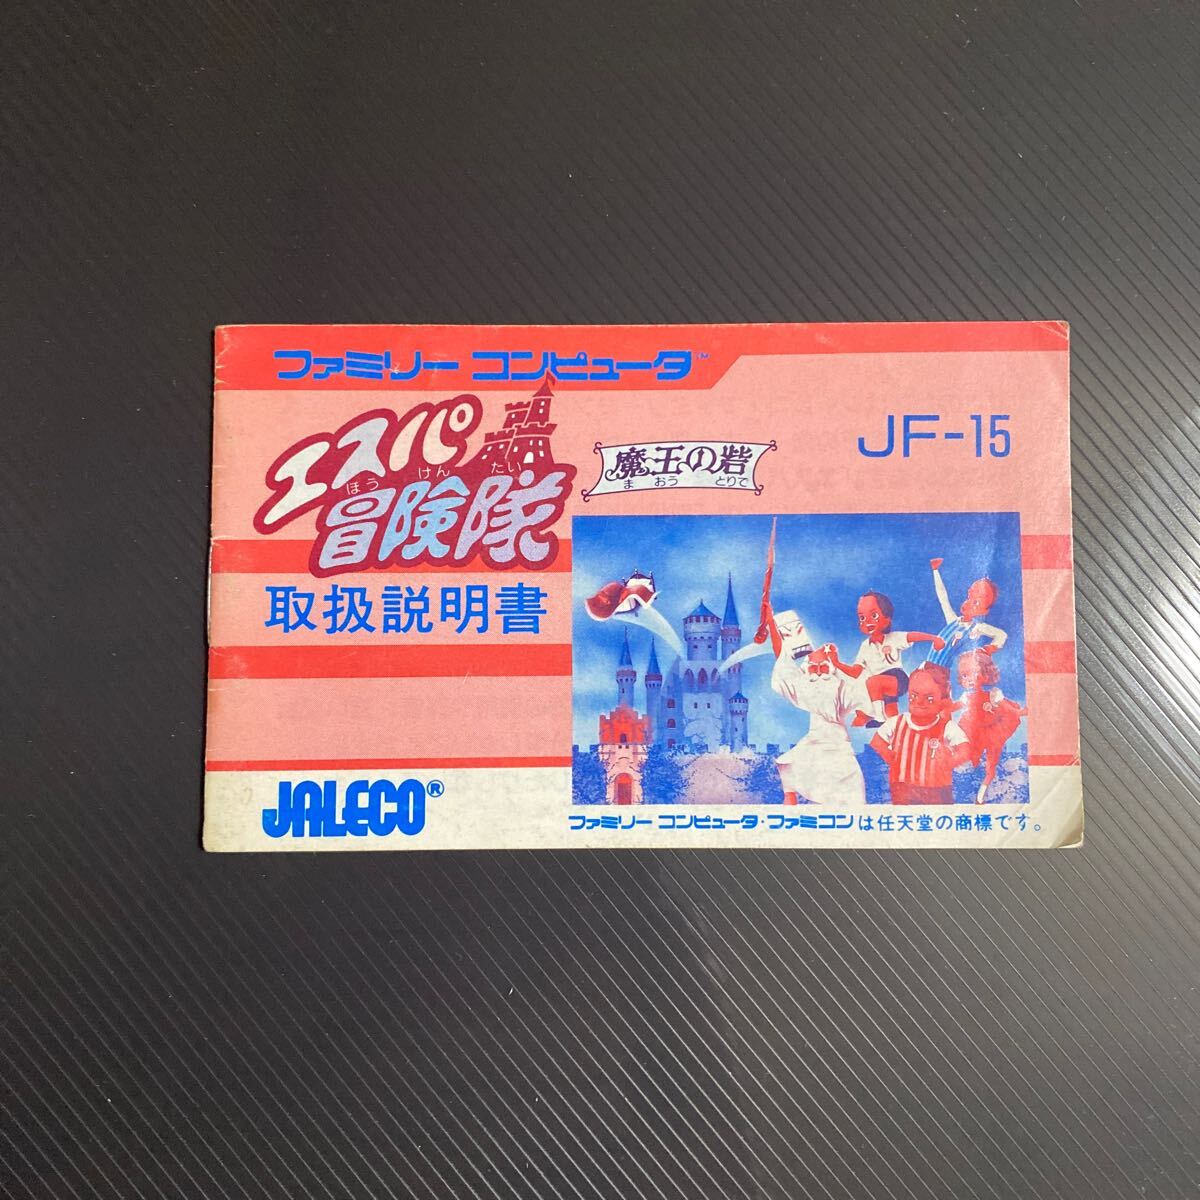 ファミリー コンピュータ™
エスパ
ぼう けん たい
冒険隊
魔王の砦
まおう とりで
JF-15
取扱説明書
JALECO®
ファミリー コンピュータ・ファミコンは任天堂の商標です。